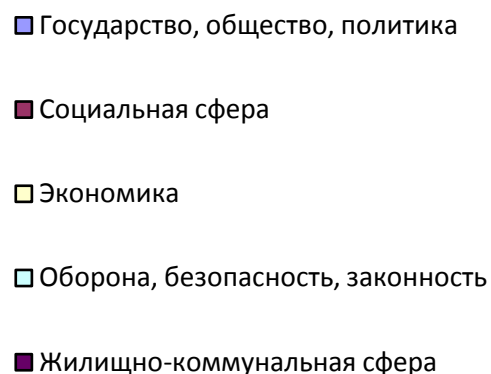 Государство, общество, политика
Социальная сфера
Экономика
Оборона, безопасность, законность
Жилищно-коммунальная сфера